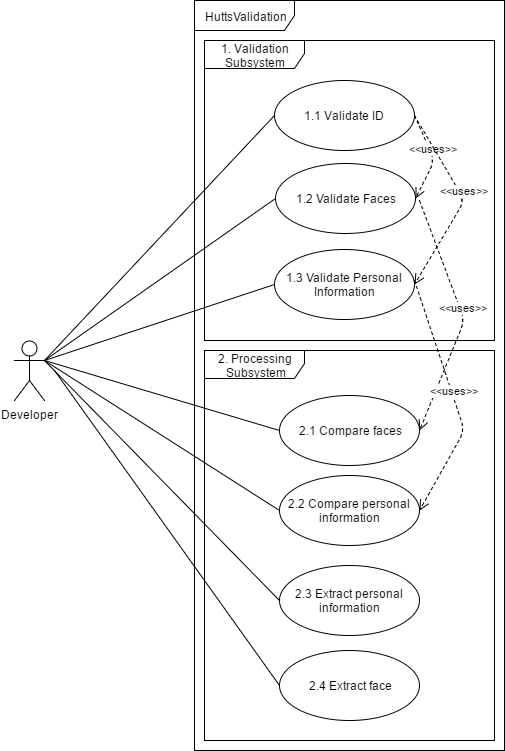 HuttsValidation
1. Validation
Subsystem
1.1 Validate ID
<<uses>>
1.2 Validate Faces
<<uses>>
1.3 Validate Personal
Information
<<uses>>
2. Processing
Subsystem
<<uses>>
2.1 Compare faces
Developer
2.2 Compare personal
information
2.3 Extract personal
information
2.4 Extract face